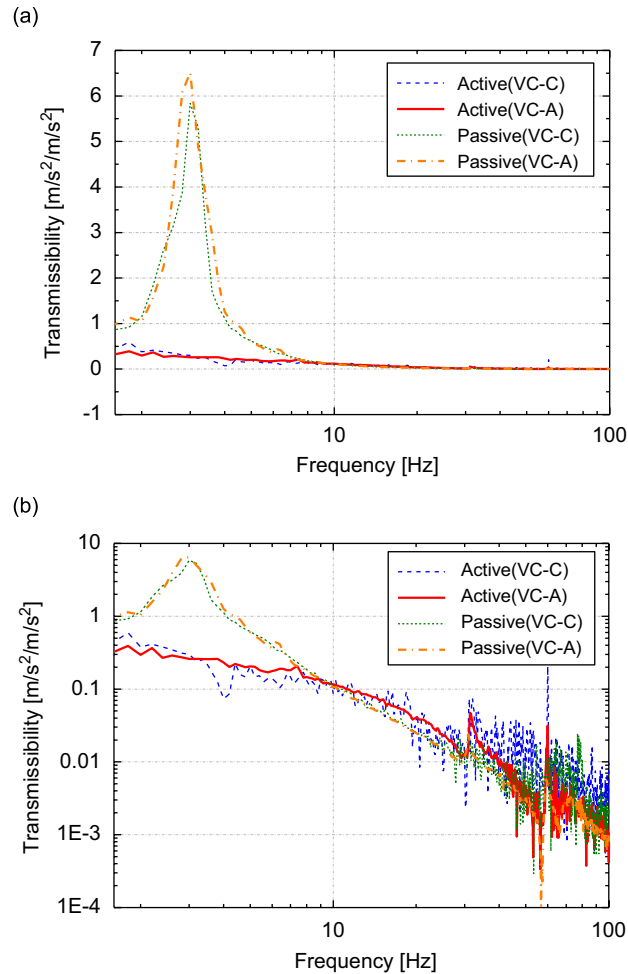 (a)
7
6
5
4
3
2
1
0
-1
Transmissibility [m/s²/m/s²]
Active(VC-C)
Active(VC-A)
Passive(VC-C)
Passive(VC-A)
10
100
Frequency [Hz]
(b)
10
1
0.1
0.01
1E-3
1E-4
Transmissibility [m/s²/m/s²]
Active(VC-C)
Active(VC-A)
Passive(VC-C)
Passive(VC-A)
10
100
Frequency [Hz]